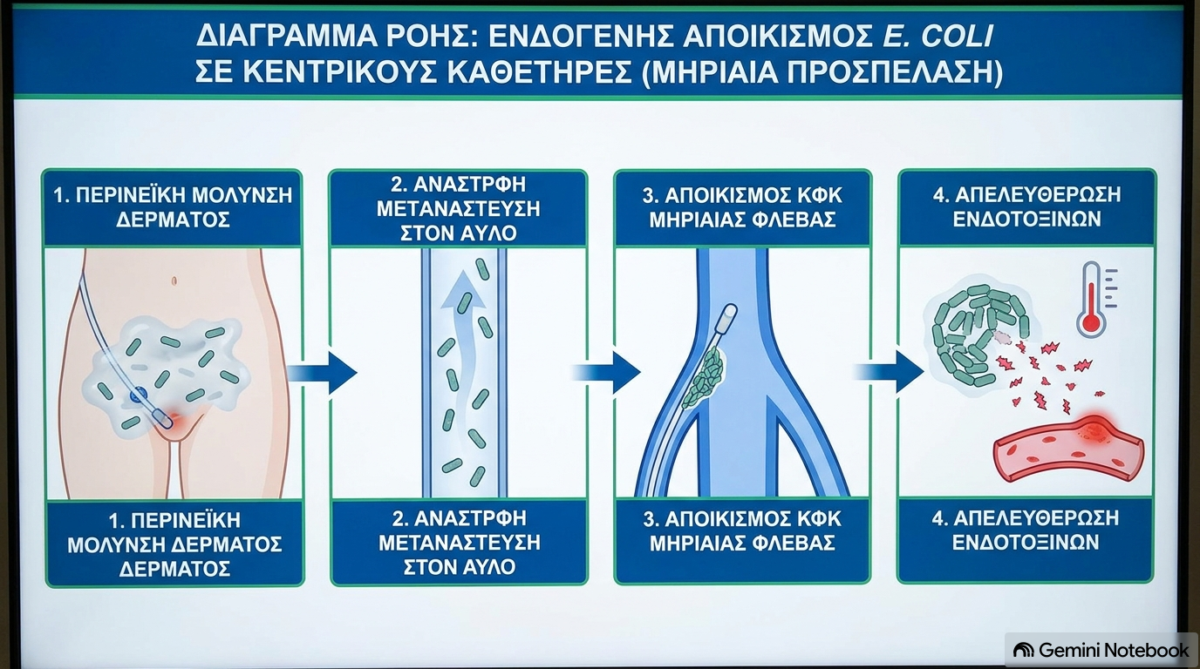 ΔΙΑΓΡΑΜΜΑ ΡΟΗΣ: ΕΝΔΟΓΕΝΗΣ ΑΠΟΙΚΙΣΜΟΣ E. COLI
ΣΕ ΚΕΝΤΡΙΚΟΥΣ ΚΑΘΕΤΗΡΕΣ (ΜΗΡΙΑΙΑ ΠΡΟΣΠΕΛΑΣΗ)
1. ΠΕΡΙΝΕΪΚΗ ΜΟΛΥΝΣΗ
ΔΕΡΜΑΤΟΣ
2. ΑΝΑΣΤΡΦΗ
ΜΕΤΑΝΑΣΤΕΥΣΗ
ΣΤΟΝ ΑΥΛΟ
3. ΑΠΟΙΚΙΣΜΟΣ ΚΦΚ
ΜΗΡΙΑΙΑΣ ΦΛΕΒΑΣ
4. ΑΠΕΛΕΥΘΕΡΩΣΗ
ΕΝΔΟΤΟΞΙΝΩΝ
1. ΠΕΡΙΝΕΪΚΗ
ΜΟΛΥΝΣΗ ΔΕΡΜΑΤΟΣ
ΔΕΡΜΑΤΟΣ
2. ΑΝΑΣΤΡΦΗ
ΜΕΤΑΝΑΣΤΕΥΣΗ
ΣΤΟΝ ΑΥΛΟ
3. ΑΠΟΙΚΙΣΜΟΣ ΚΦΚ
ΜΗΡΙΑΙΑΣ ΦΛΕΒΑΣ
4. ΑΠΕΛΕΥΘΕΡΩΣΗ
ΕΝΔΟΤΟΞΙΝΩΝ
Gemini Notebook